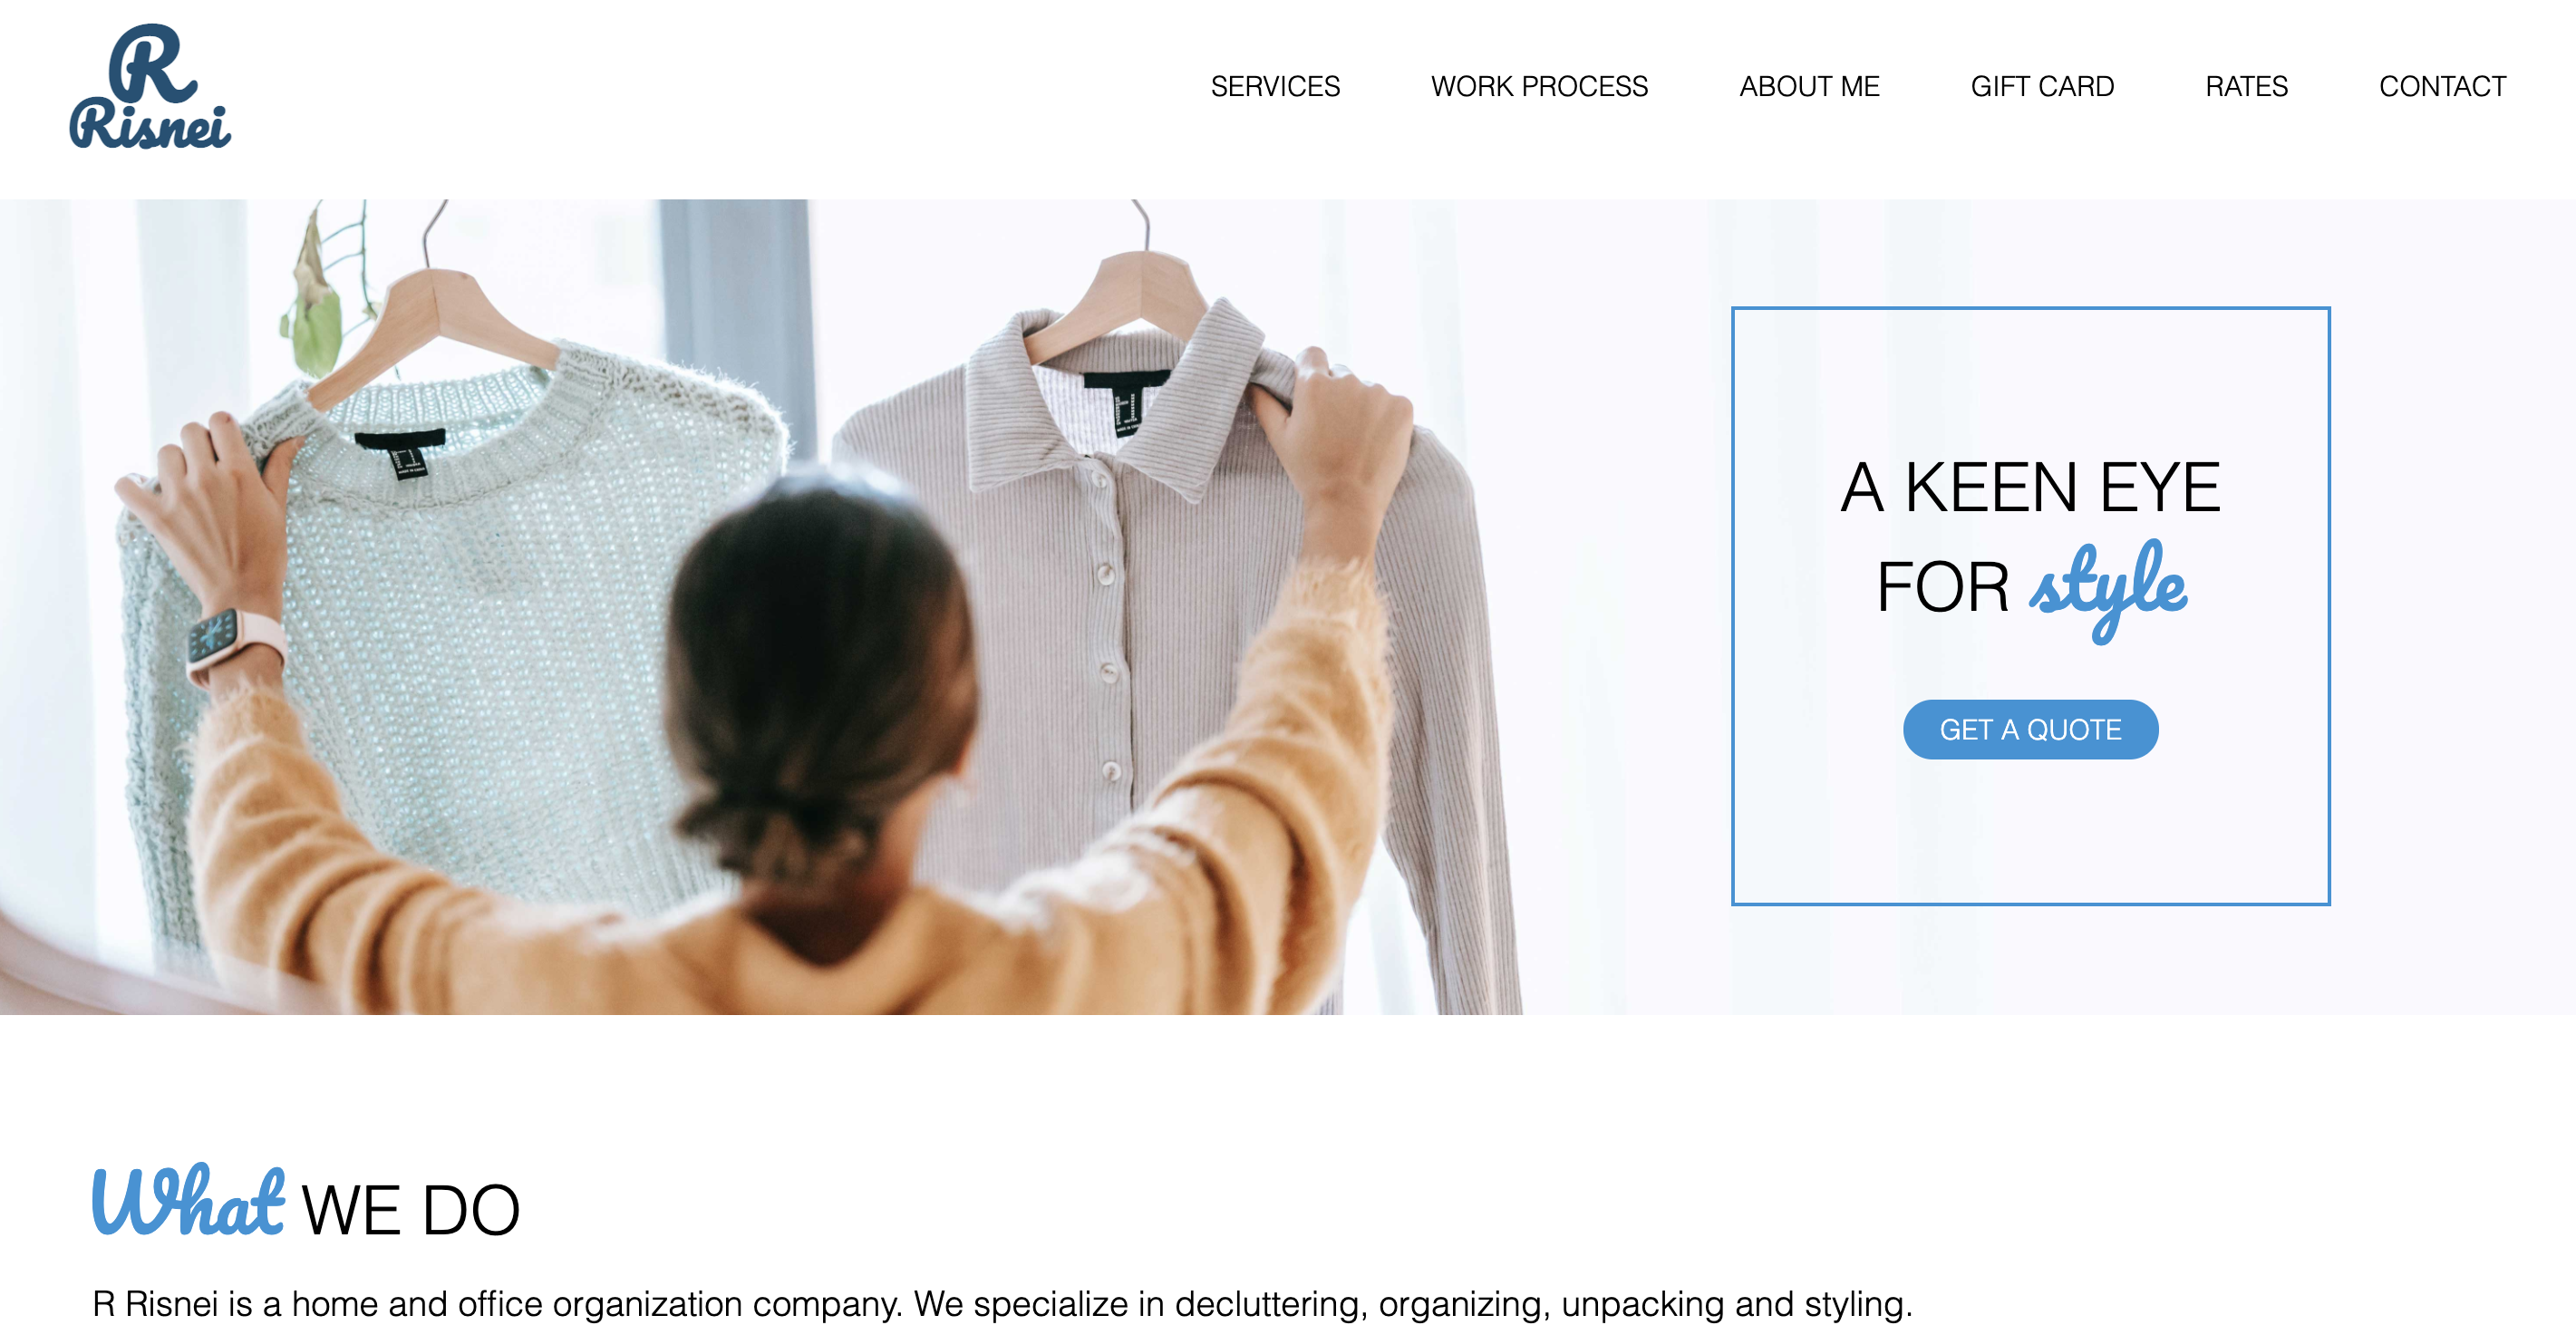 R
Risnei
SERVICES WORK PROCESS ABOUT ME GIFT CARD RATES CONTACT
A KEEN EYE
FOR style
GET A QUOTE
What WE DO
R Risnei is a home and office organization company. We specialize in decluttering, organizing, unpacking and styling.